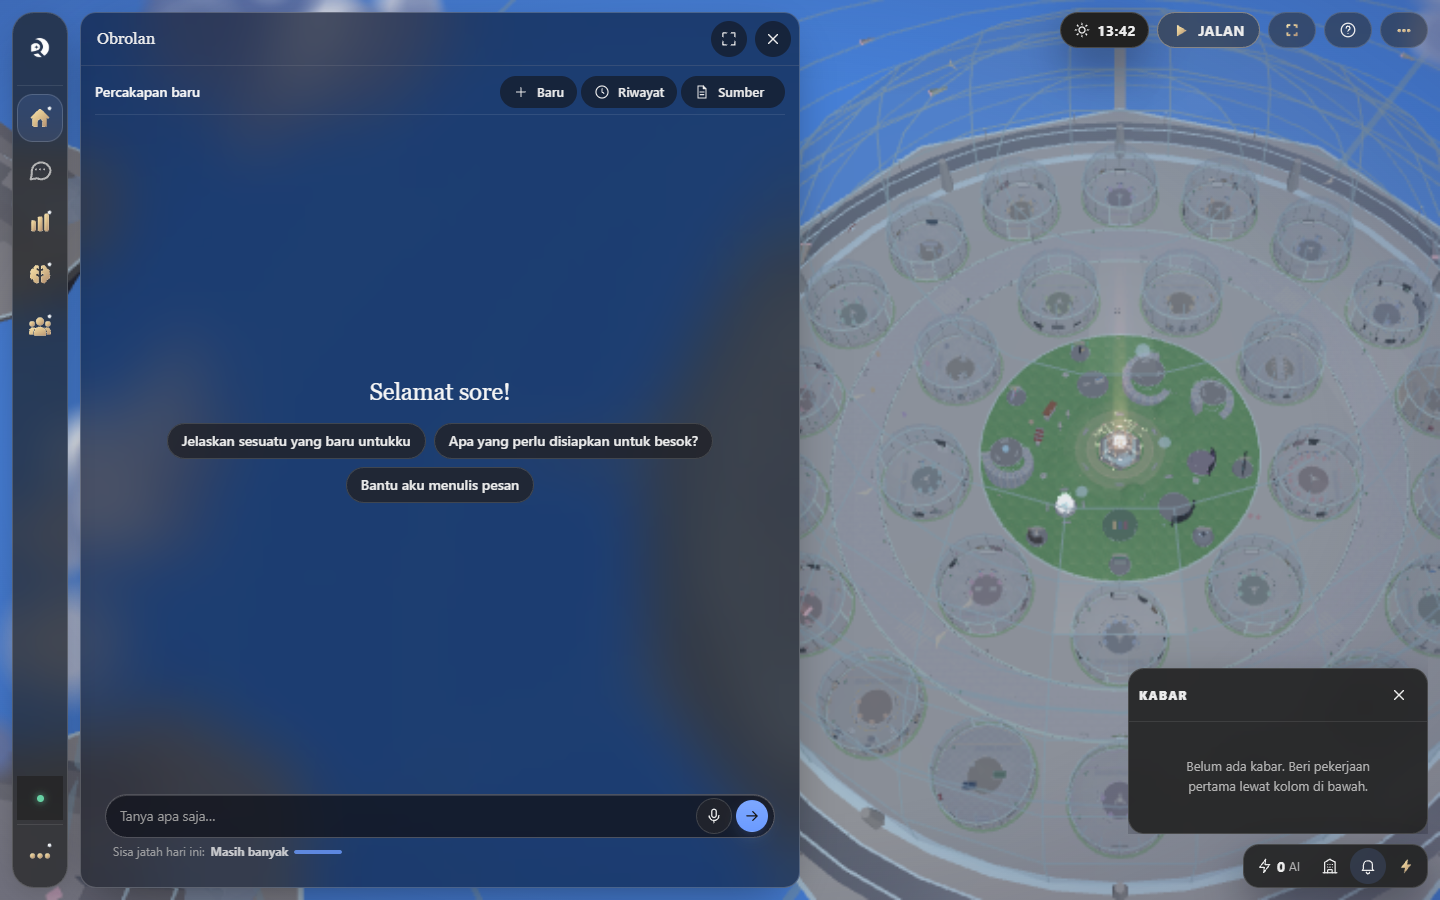 Obrolan
13:42
JALAN
Percakapan baru
Baru
Riwayat
Sumber
Selamat sore!
Jelaskan sesuatu yang baru untukku
Apa yang perlu disiapkan untuk besok?
Bantu aku menulis pesan
KABAR
Belum ada kabar. Beri pekerjaan
pertama lewat kolom di bawah.
Tanya apa saja...
Sisa jatah hari ini: Masih banyak
0 AI